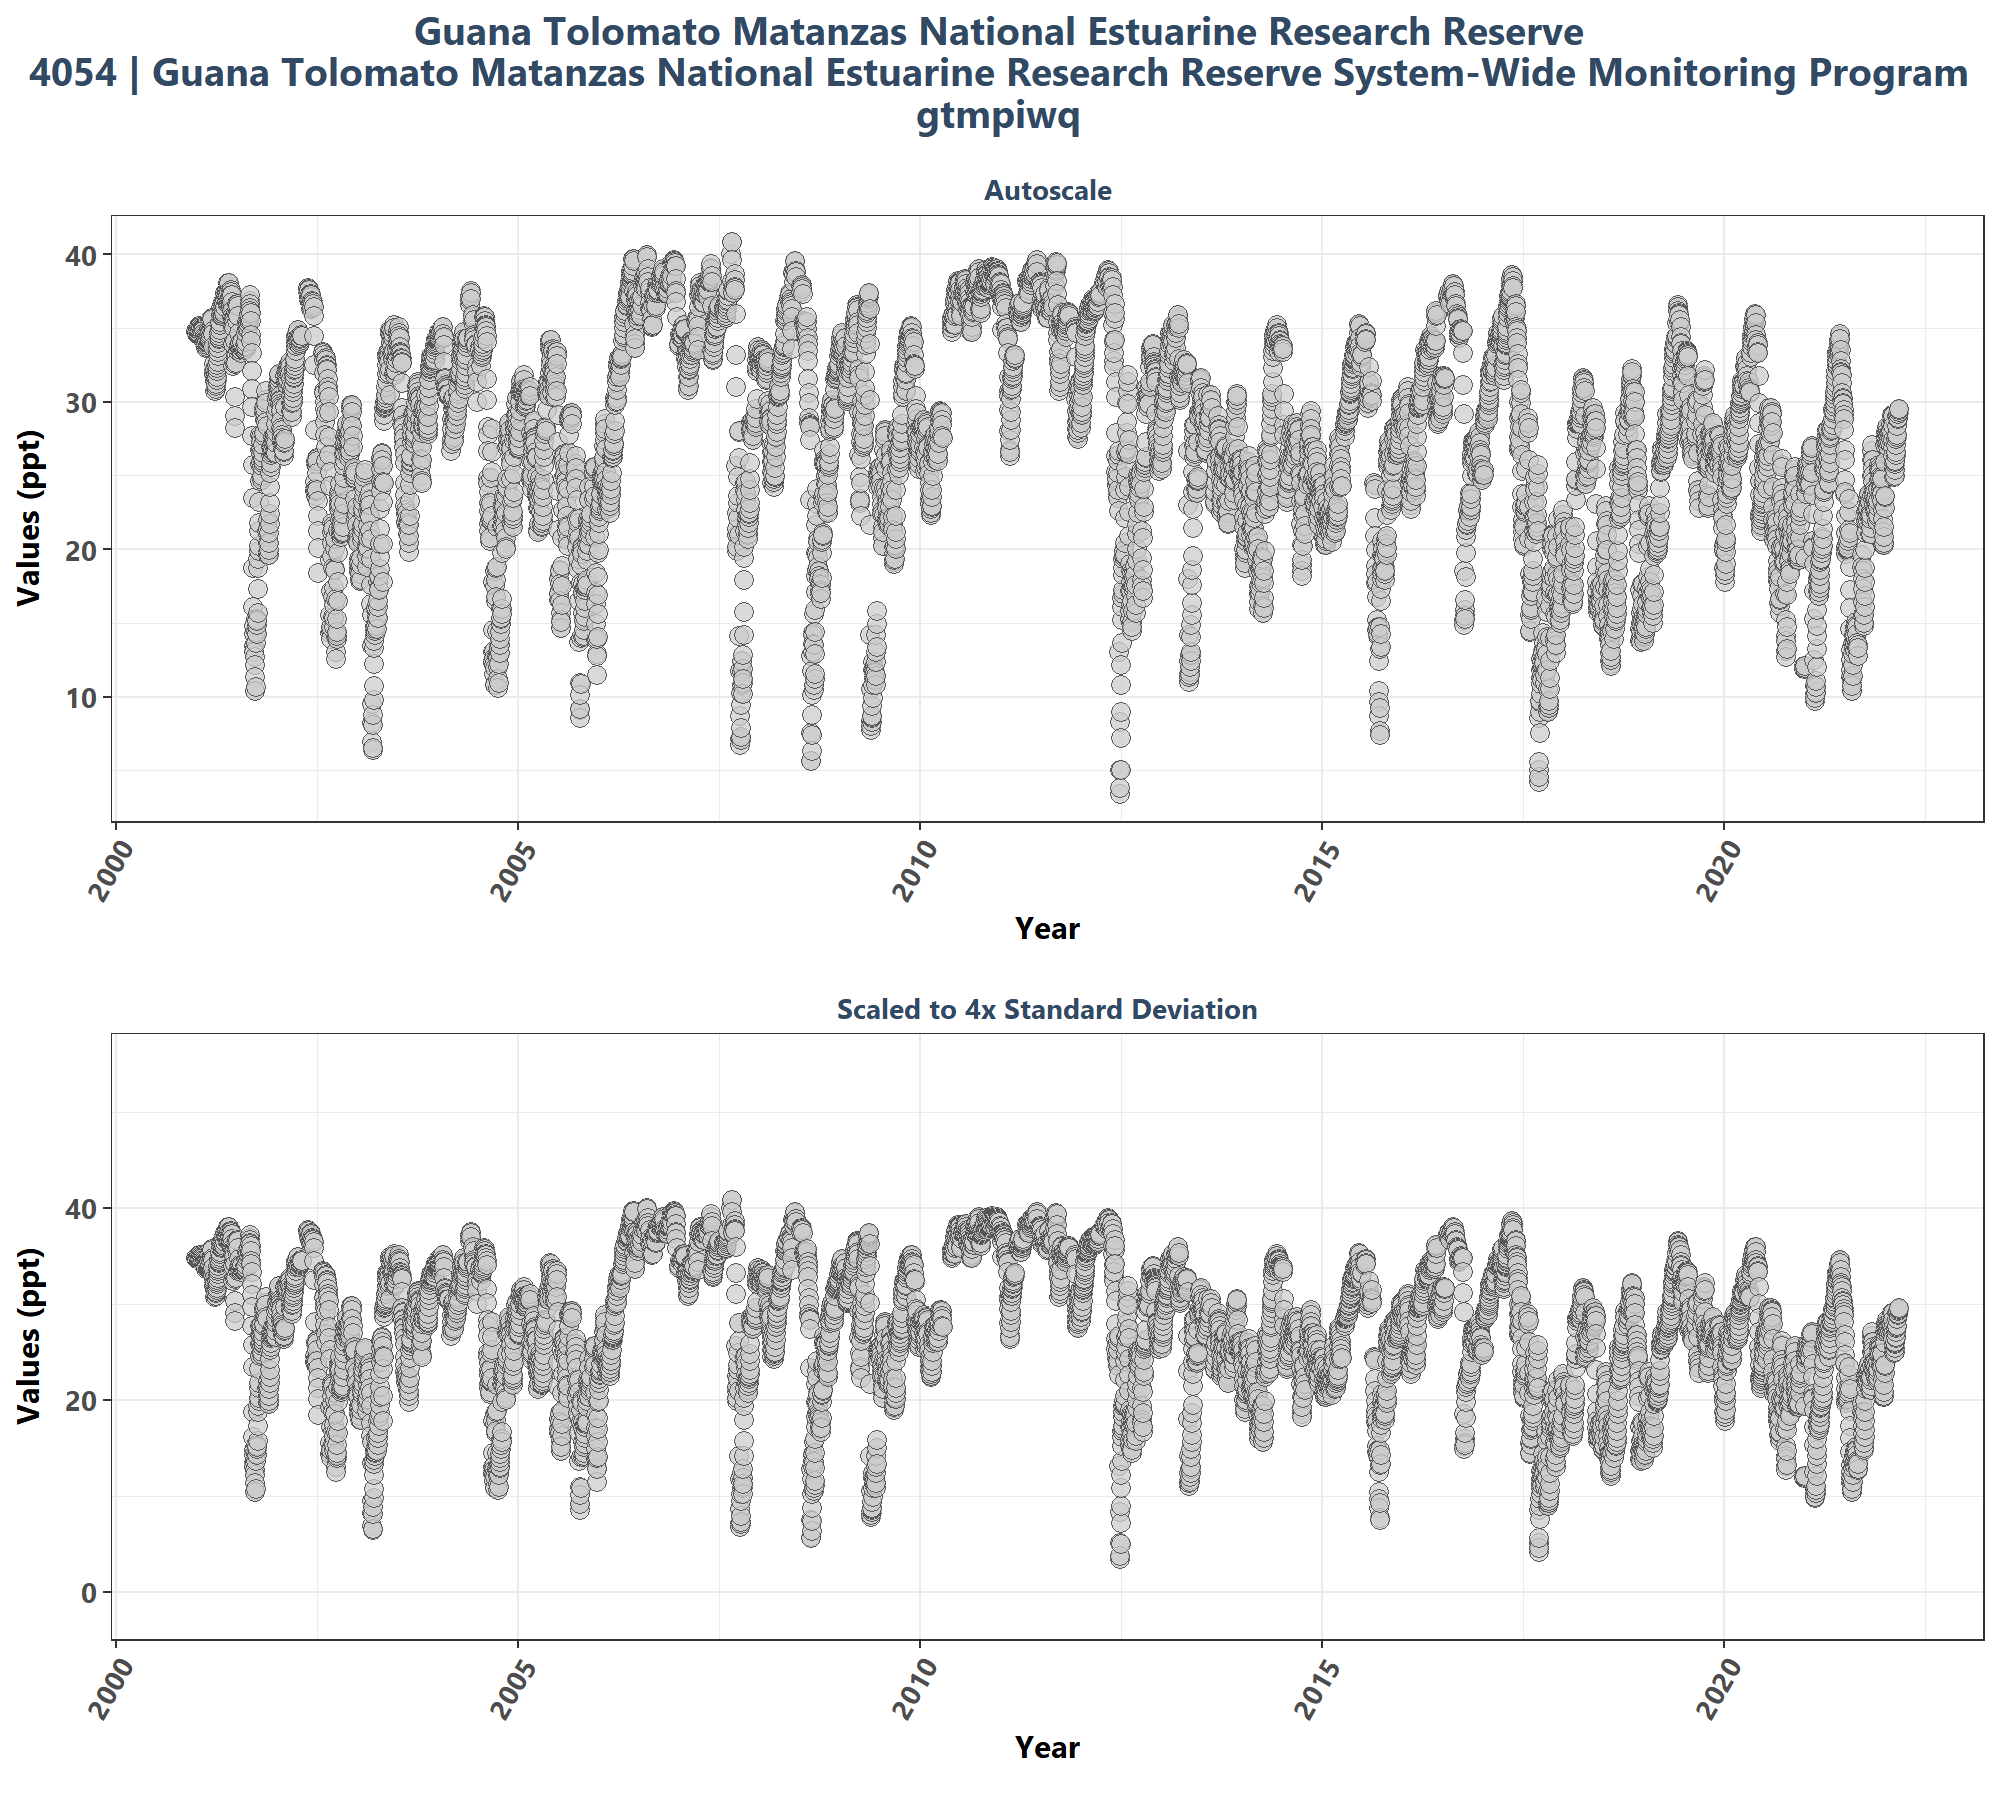 Guana Tolomato Matanzas National Estuarine Research Reserve
4054 | Guana Tolomato Matanzas National Estuarine Research Reserve System-Wide Monitoring Program
gtmpiwq
Autoscale
Values (ppt)
40
30
20
10
2000
2005
2010
2015
2020
Year
Scaled to 4x Standard Deviation
Values (ppt)
40
20
0
2000
2005
2010
2015
2020
Year